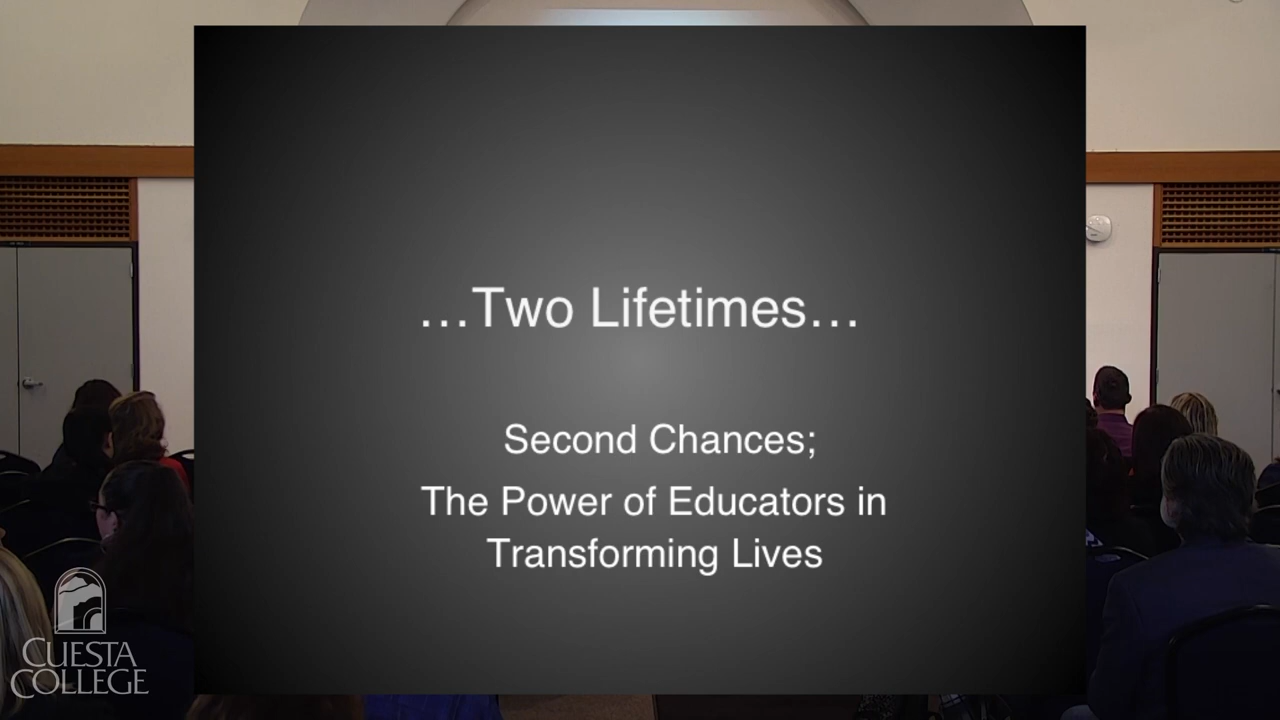 …Two Lifetimes…
Second Chances;
The Power of Educators in
Transforming Lives
CUESTA
COLLEGE